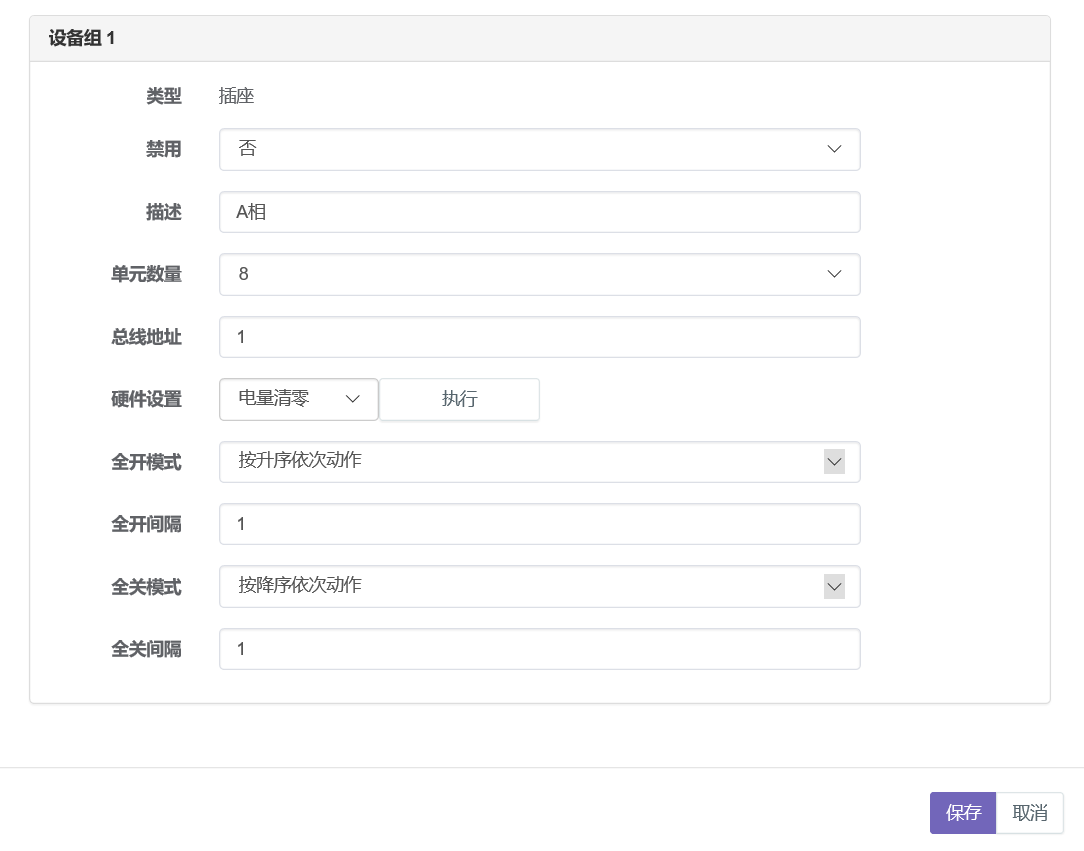 设备组 1
类型 插座
禁用 否
描述 A相
单元数量 8
总线地址 1
硬件设置 电量清零 执行
全开模式 按升序依次动作
全开间隔 1
全关模式 按降序依次动作
全关间隔 1
保存 取消